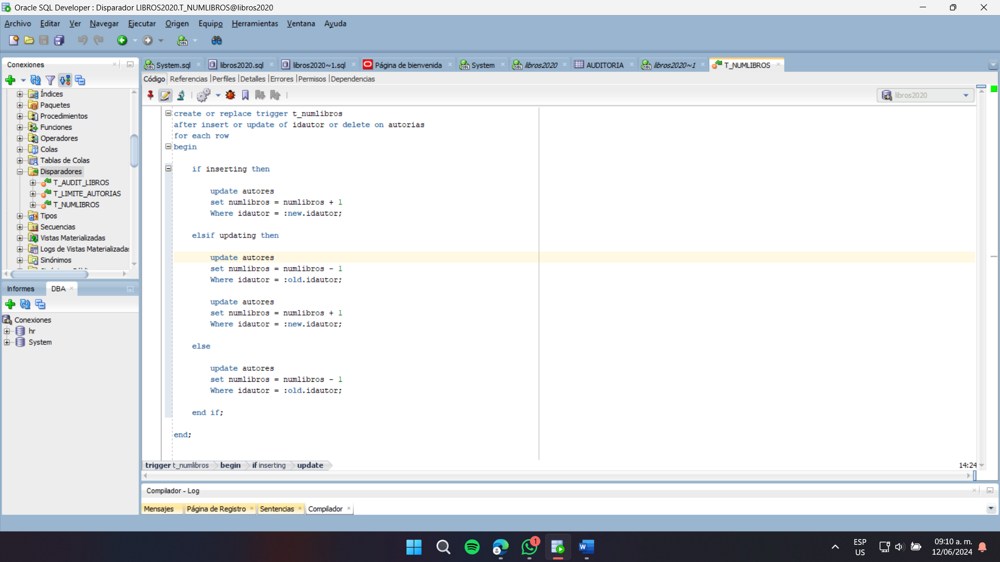 Oracle SQL Developer : Disparador LIBROS2020.T_NUMLIBROS@libros2020
Archivo Editar Ver Navegar Ejecutar Origen Equipo Herramientas Ventana Ayuda
Conexiones
System.sql libros2020.sql libros2020~1.sql Página de bienvenida System libros2020 AUDITORIA libros2020~1 T_NUMLIBROS
Código Referencias Perfiles Detalles Errores Permisos Dependencias
libros2020
Índices
Paquetes
Procedimientos
Funciones
Operadores
Colas
Tablas de Colas
Disparadores
T_AUDIT_LIBROS
T_LIMITE_AUTORIAS
T_NUMLIBROS
Tipos
Secuencias
Vistas Materializadas
Logs de Vistas Materializadas
Sinónimos
Informes DBA
Conexiones
hr
System
create or replace trigger t_numlibros
after insert or update of idautor or delete on autorias
for each row
begin
if inserting then
update autores
set numlibros = numlibros + 1
Where idautor = :new.idautor;
elsif updating then
update autores
set numlibros = numlibros - 1
Where idautor = :old.idautor;
update autores
set numlibros = numlibros + 1
Where idautor = :new.idautor;
else
update autores
set numlibros = numlibros - 1
Where idautor = :old.idautor;
end if;
end;
trigger t_numlibros begin if inserting update
14:24
Compilador - Log
Mensajes Página de Registro Sentencias Compilador
1
W
ESP
US
09:10 a. m.
12/06/2024